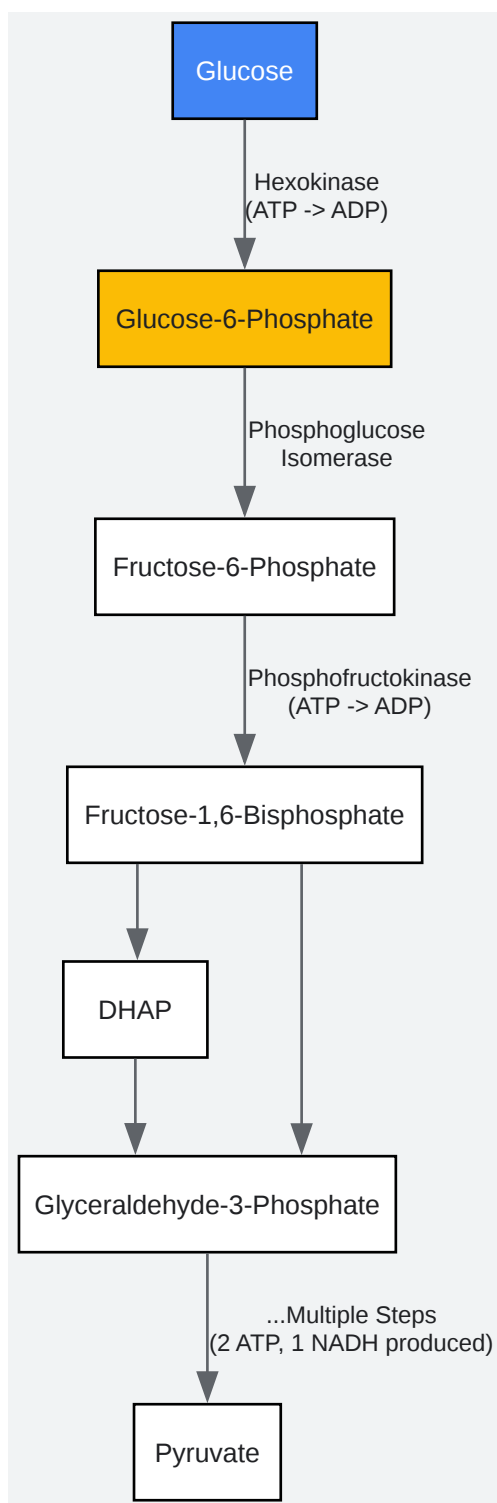 Glucose
Hexokinase
(ATP -> ADP)
Glucose-6-Phosphate
Phosphoglucose
Isomerase
Fructose-6-Phosphate
Phosphofructokinase
(ATP -> ADP)
Fructose-1,6-Bisphosphate
DHAP
Glyceraldehyde-3-Phosphate
...Multiple Steps
(2 ATP, 1 NADH produced)
Pyruvate